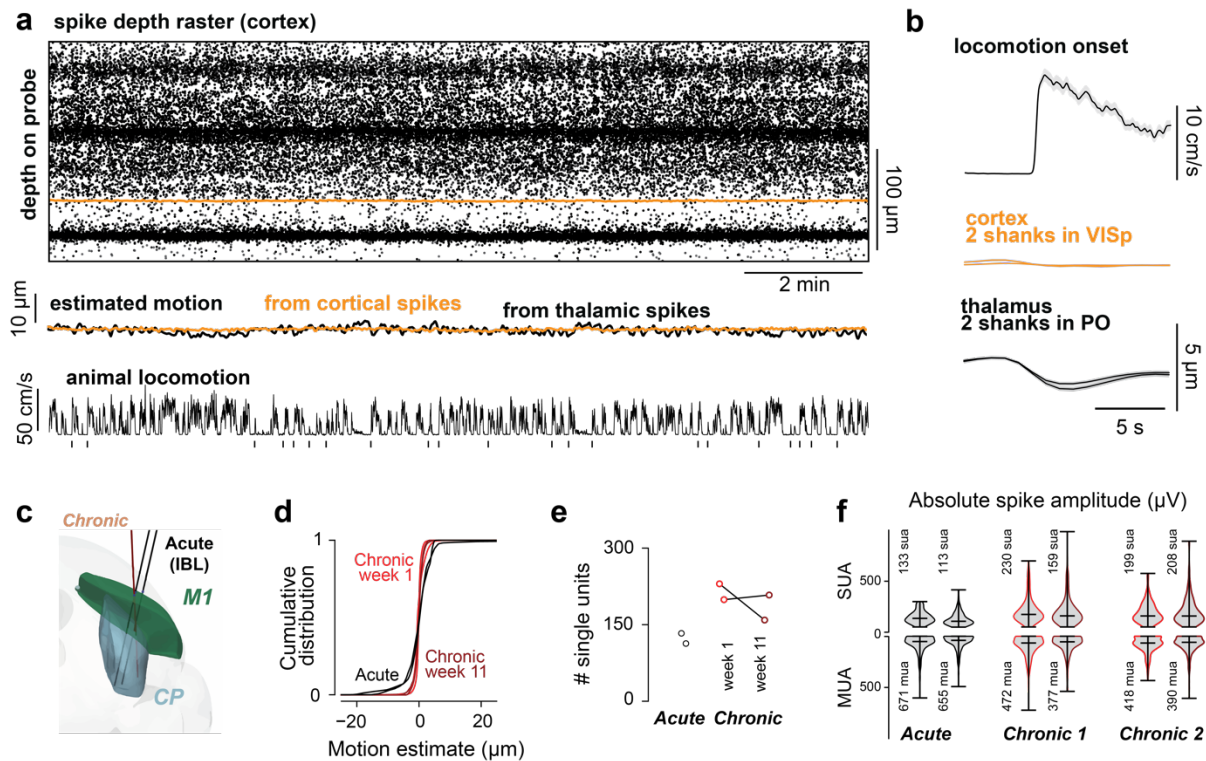 a
spike depth raster (cortex)
depth on probe
100 µm
2 min
10 µm
estimated motion
from cortical spikes
from thalamic spikes
50 cm/s
animal locomotion
b
locomotion onset
10 cm/s
cortex
2 shanks in VISp
thalamus
2 shanks in PO
5 µm
5 s
c
Chronic
Acute
(IBL)
M1
CP
d
Cumulative
distribution
1
0
Chronic
week 1
Acute
Chronic
week 11
−20
0
20
Motion estimate (µm)
e
# single units
300
150
0
week 1
week 11
Acute
Chronic
f
Absolute spike amplitude (µV)
SUA
MUA
500
0
500
133 sua
113 sua
230 sua
159 sua
199 sua
208 sua
671 mua
655 mua
472 mua
377 mua
418 mua
390 mua
Acute
Chronic 1
Chronic 2